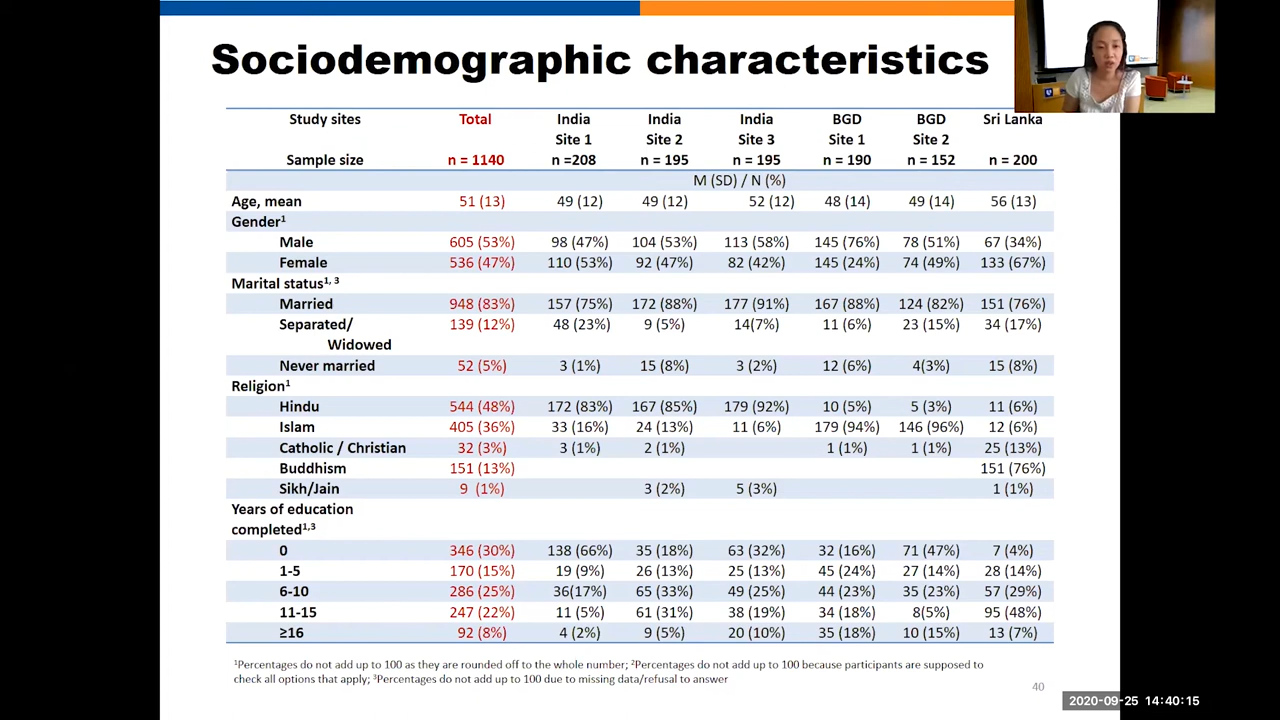 Sociodemographic characteristics
Study sites Total India India India BGD BGD Sri Lanka
Site 1 Site 2 Site 3 Site 1 Site 2
Sample size n = 1140 n =208 n = 195 n = 195 n = 190 n = 152 n = 200
M (SD) / N (%)
Age, mean 51 (13) 49 (12) 49 (12) 52 (12) 48 (14) 49 (14) 56 (13)
Gender¹
Male 605 (53%) 98 (47%) 104 (53%) 113 (58%) 145 (76%) 78 (51%) 67 (34%)
Female 536 (47%) 110 (53%) 92 (47%) 82 (42%) 145 (24%) 74 (49%) 133 (67%)
Marital status¹, ³
Married 948 (83%) 157 (75%) 172 (88%) 177 (91%) 167 (88%) 124 (82%) 151 (76%)
Separated/ 139 (12%) 48 (23%) 9 (5%) 14(7%) 11 (6%) 23 (15%) 34 (17%)
Widowed
Never married 52 (5%) 3 (1%) 15 (8%) 3 (2%) 12 (6%) 4(3%) 15 (8%)
Religion¹
Hindu 544 (48%) 172 (83%) 167 (85%) 179 (92%) 10 (5%) 5 (3%) 11 (6%)
Islam 405 (36%) 33 (16%) 24 (13%) 11 (6%) 179 (94%) 146 (96%) 12 (6%)
Catholic / Christian 32 (3%) 3 (1%) 2 (1%) 1 (1%) 1 (1%) 25 (13%)
Buddhism 151 (13%) 151 (76%)
Sikh/Jain 9 (1%) 3 (2%) 5 (3%) 1 (1%)
Years of education
completed¹,³
0 346 (30%) 138 (66%) 35 (18%) 63 (32%) 32 (16%) 71 (47%) 7 (4%)
1-5 170 (15%) 19 (9%) 26 (13%) 25 (13%) 45 (24%) 27 (14%) 28 (14%)
6-10 286 (25%) 36(17%) 65 (33%) 49 (25%) 44 (23%) 35 (23%) 57 (29%)
11-15 247 (22%) 11 (5%) 61 (31%) 38 (19%) 34 (18%) 8(5%) 95 (48%)
≥16 92 (8%) 4 (2%) 9 (5%) 20 (10%) 35 (18%) 10 (15%) 13 (7%)
¹Percentages do not add up to 100 as they are rounded off to the whole number; ²Percentages do not add up to 100 because participants are supposed to
check all options that apply; ³Percentages do not add up to 100 due to missing data/refusal to answer
40
2020-09-25 14:40:15